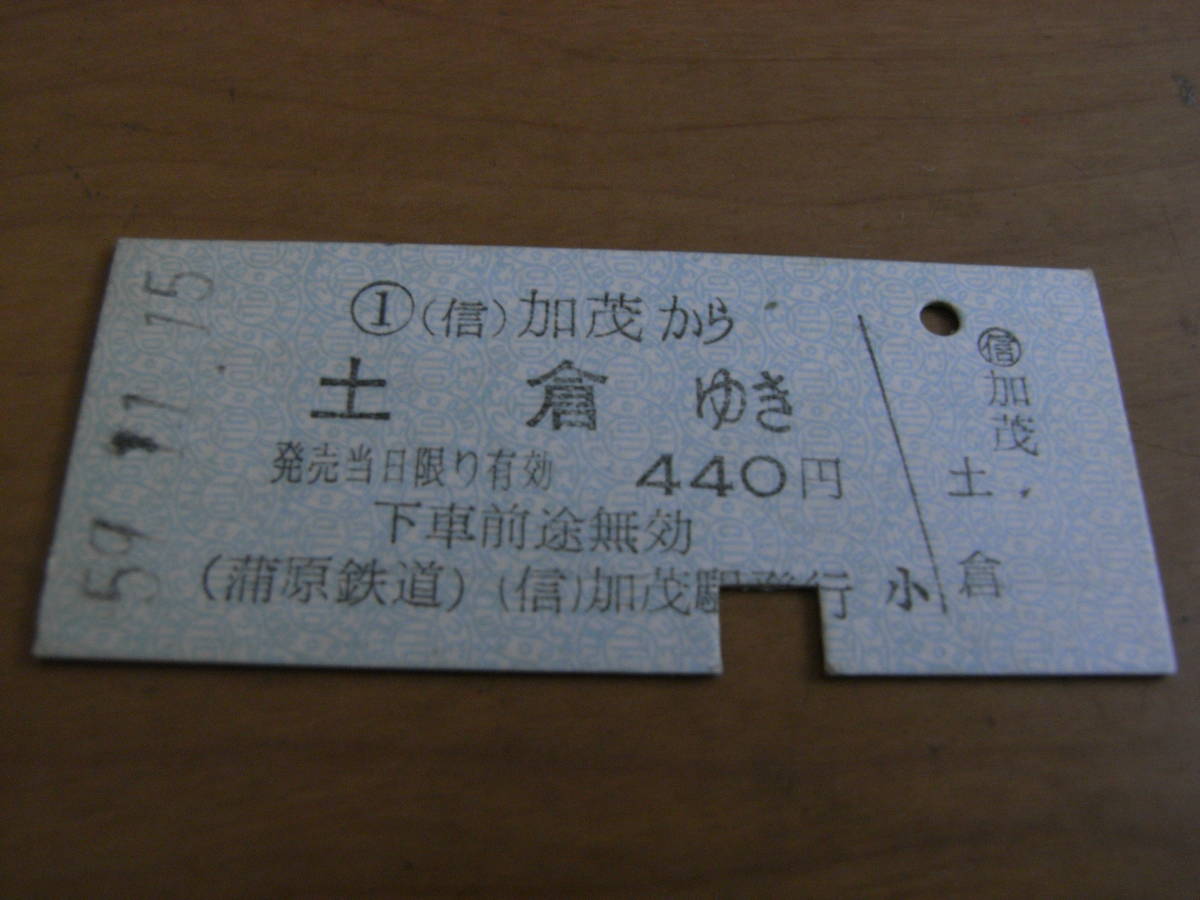 59 11 15
①(信)加茂から
土倉ゆき
発売当日限り有効 440円
下車前途無効
(蒲原鉄道) (信)加茂駅発行 小
㊞加茂
土倉